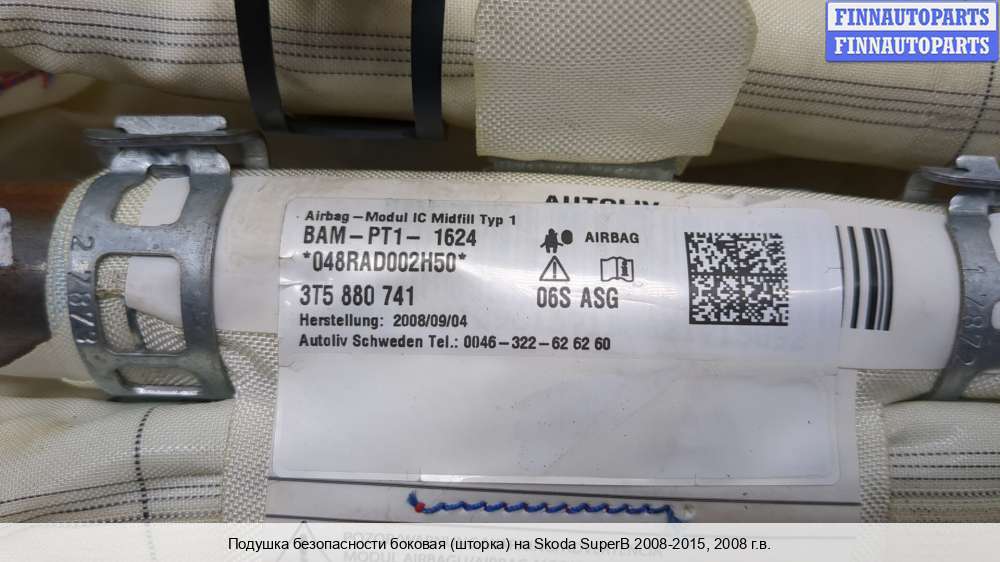 FINNAUTOPARTS
FINNAUTOPARTS
AUTOLIV
Airbag-Modul IC Midfill Typ 1
BAM-PT1- 1624
*048RAD002H50*
3T5 880 741
AIRBAG
06S ASG
Herstellung: 2008/09/04
Autoliv Schweden Tel.: 0046-322-62 62 60
27873
Подушка безопасности боковая (шторка) на Skoda SuperB 2008-2015, 2008 г.в.